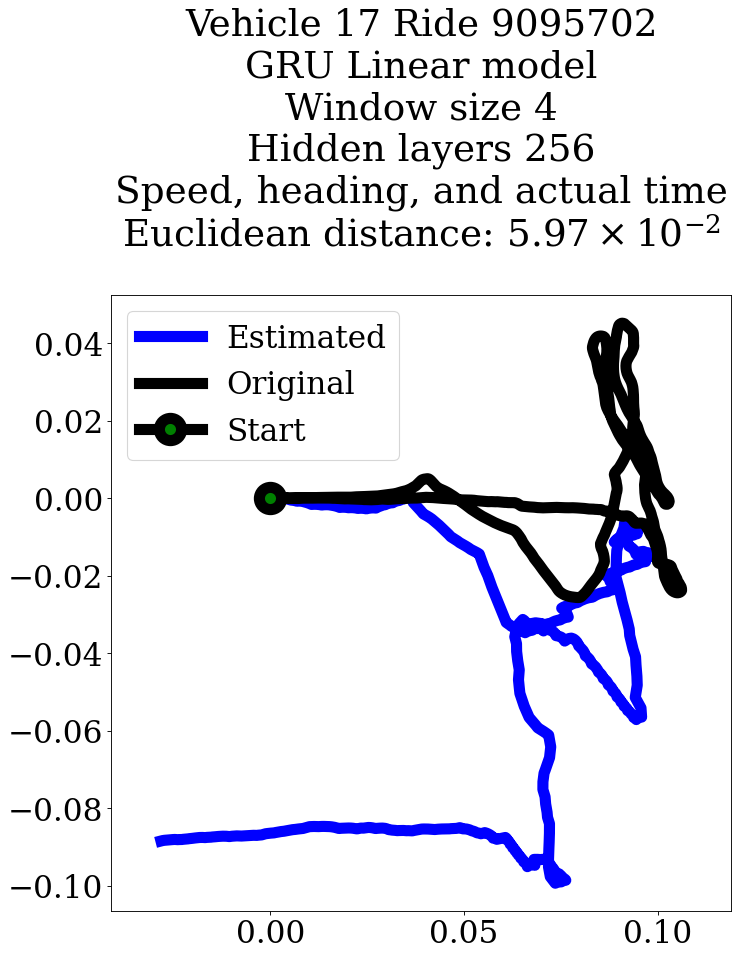 Vehicle 17 Ride 9095702
GRU Linear model
Window size 4
Hidden layers 256
Speed, heading, and actual time
Euclidean distance: 5.97 × 10⁻²
Estimated
Original
Start
0.04
0.02
0.00
−0.02
−0.04
−0.06
−0.08
−0.10
0.00 0.05 0.10